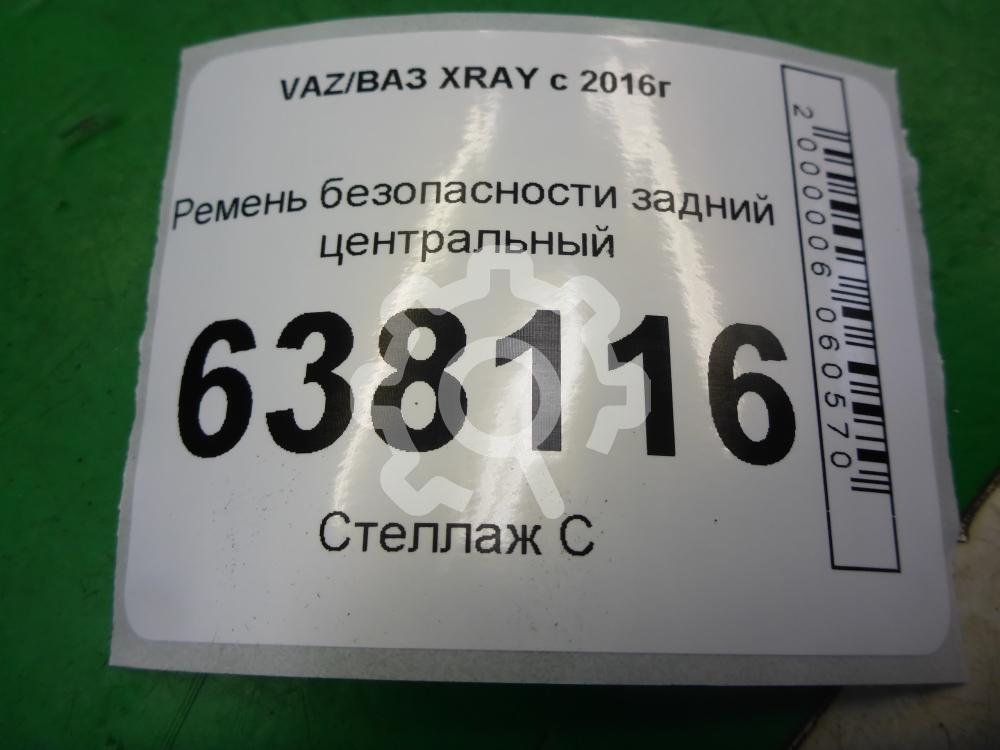 VAZ/ВАЗ XRAY с 2016г
Ремень безопасности задний
центральный
638116
Стеллаж С
2000006060570